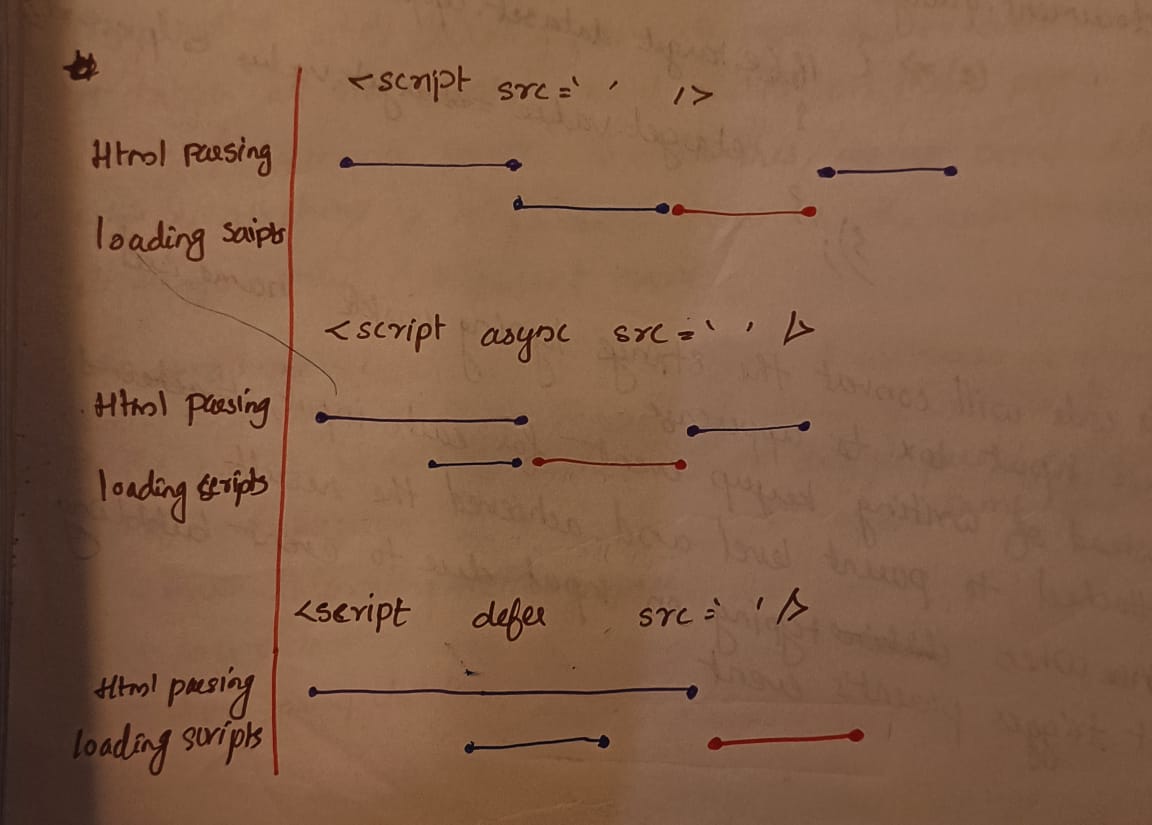 <script src=' ' />
Html Parsing
loading scripts
<script async src=' ' />
Html parsing
loading scripts
<script defer src=' ' />
Html parsing
loading scripts